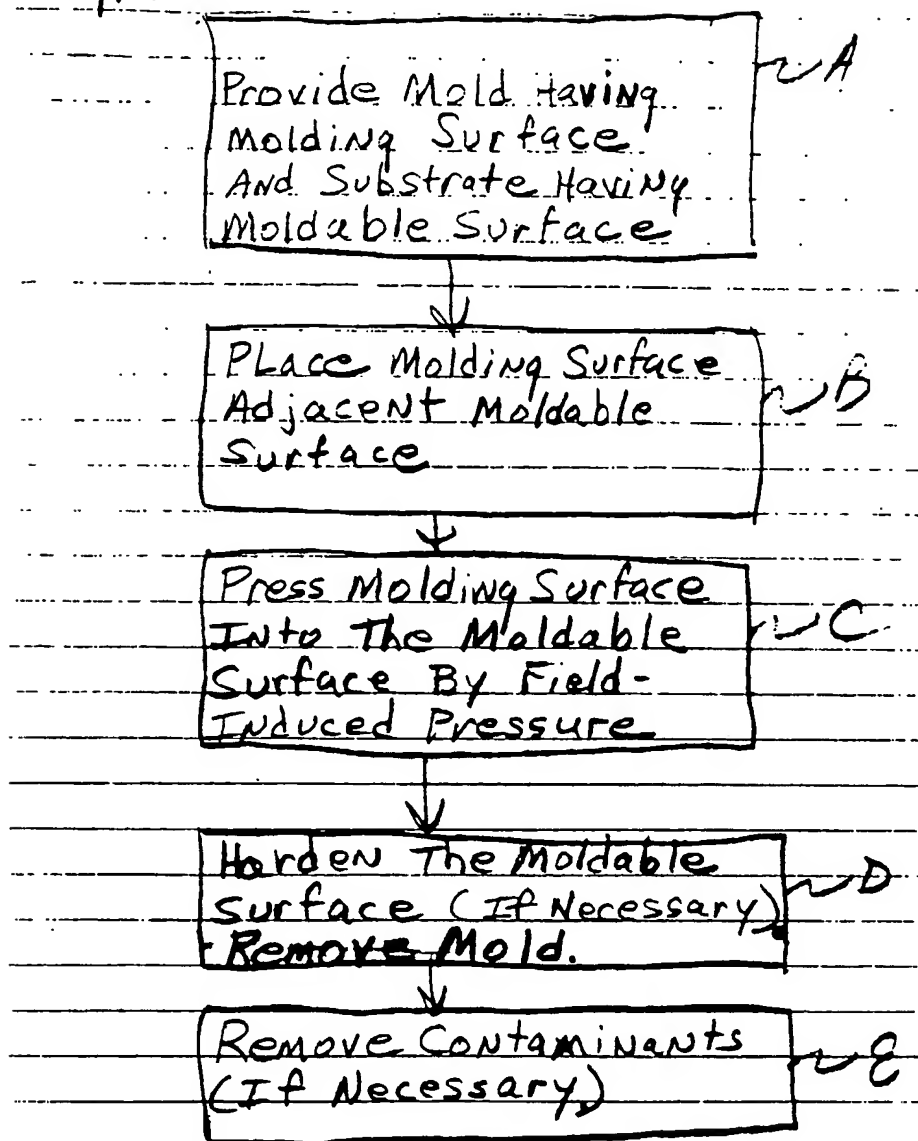 Provide Mold Having
Molding Surface
And Substrate Having
Moldable Surface
A
Place Molding Surface
Adjacent Moldable
Surface
B
Press Molding Surface
Into The Moldable
Surface By Field-
Induced Pressure
C
Harden The Moldable
Surface (If Necessary).
Remove Mold.
D
Remove Contaminants
(If Necessary)
E